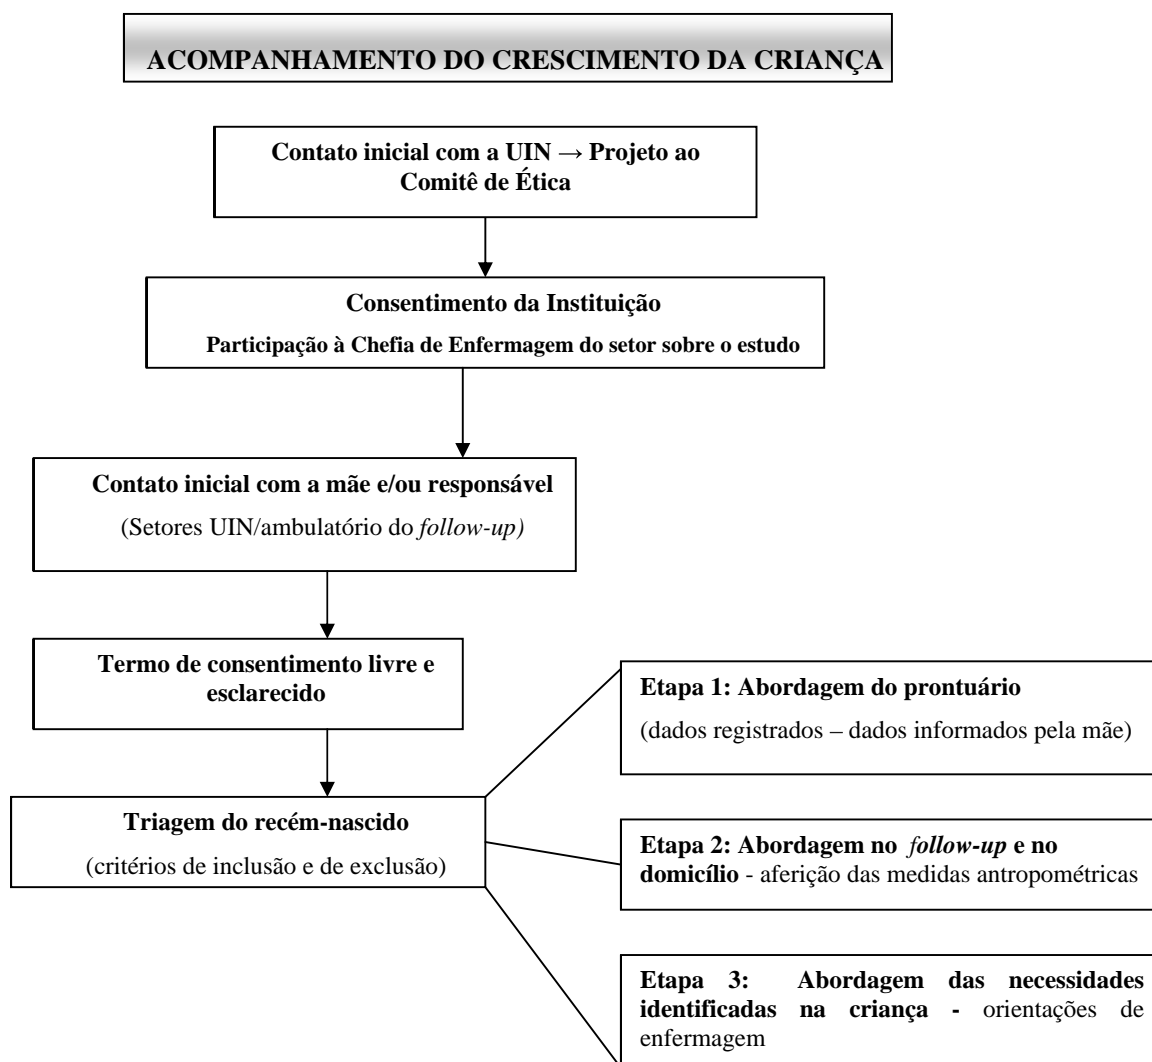 ACOMPANHAMENTO DO CRESCIMENTO DA CRIANÇA
Contato inicial com a UIN → Projeto ao
Comitê de Ética
Consentimento da Instituição
Participação à Chefia de Enfermagem do setor sobre o estudo
Contato inicial com a mãe e/ou responsável
(Setores UIN/ambulatório do follow-up)
Termo de consentimento livre e
esclarecido
Triagem do recém-nascido
(critérios de inclusão e de exclusão)
Etapa 1: Abordagem do prontuário
(dados registrados – dados informados pela mãe)
Etapa 2: Abordagem no follow-up e no
domicílio - aferição das medidas antropométricas
Etapa 3: Abordagem das necessidades
identificadas na criança - orientações de
enfermagem